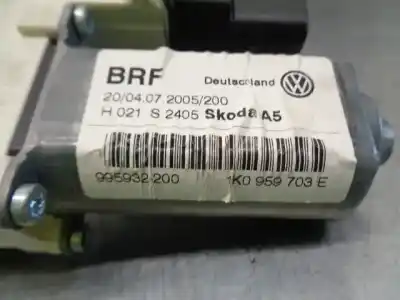 BRF Deutschland
20/04.07 2005/200
H 021 S 2405 Skoda A5
995932-200 1K0 959 703 E